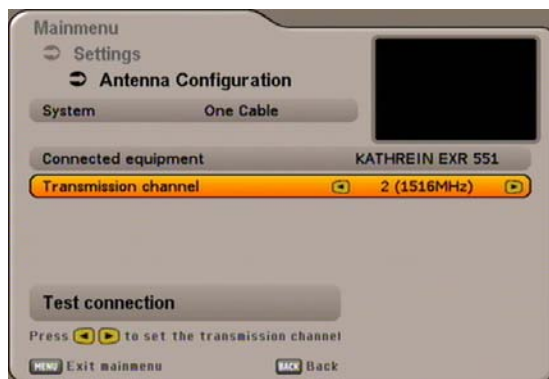 Mainmenu
Settings
Antenna Configuration
System One Cable
Connected equipment KATHREIN EXR 551
Transmission channel 2 (1516MHz)
Test connection
Press to set the transmission channel
MENU Exit mainmenu BACK Back